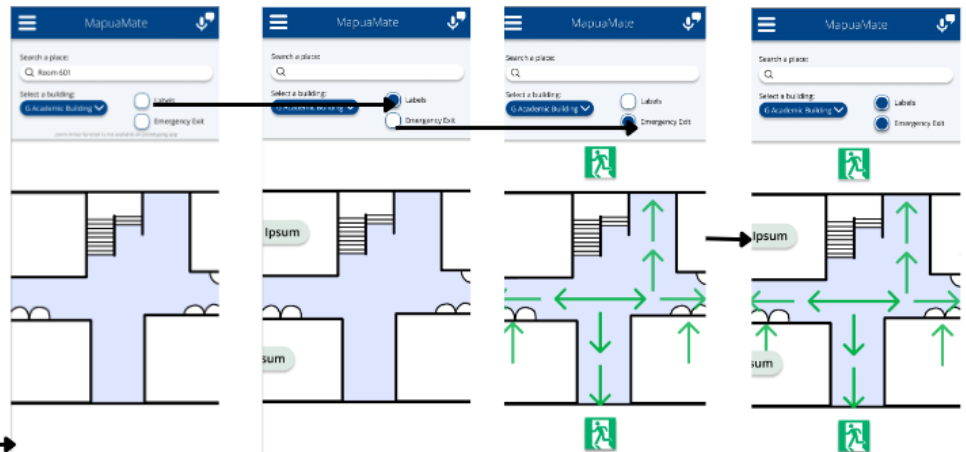 MapuaMate
Search a place:
Room 601
Select a building:
G Academic Building
Labels
Emergency Exit
MapuaMate
Search a place:
Select a building:
G Academic Building
Labels
Emergency Exit
Ipsum
sum
MapuaMate
Search a place:
Select a building:
G Academic Building
Labels
Emergency Exit
MapuaMate
Search a place:
Select a building:
G Academic Building
Labels
Emergency Exit
Ipsum
sum